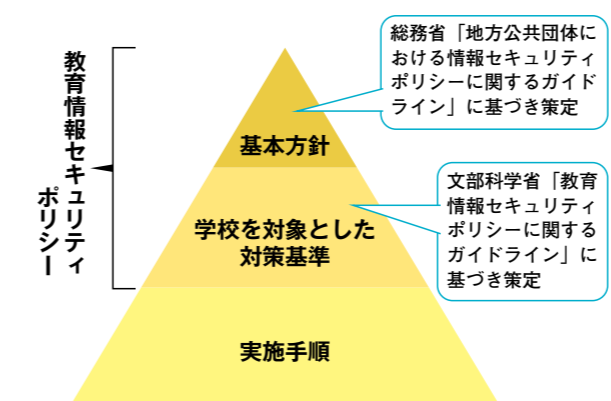 教育情報セキュリティ
ポリシー
総務省「地方公共団体に
おける情報セキュリティ
ポリシーに関するガイド
ライン」に基づき策定
基本方針
文部科学省「教育
情報セキュリティ
ポリシーに関する
ガイドライン」に
基づき策定
学校を対象とした
対策基準
実施手順